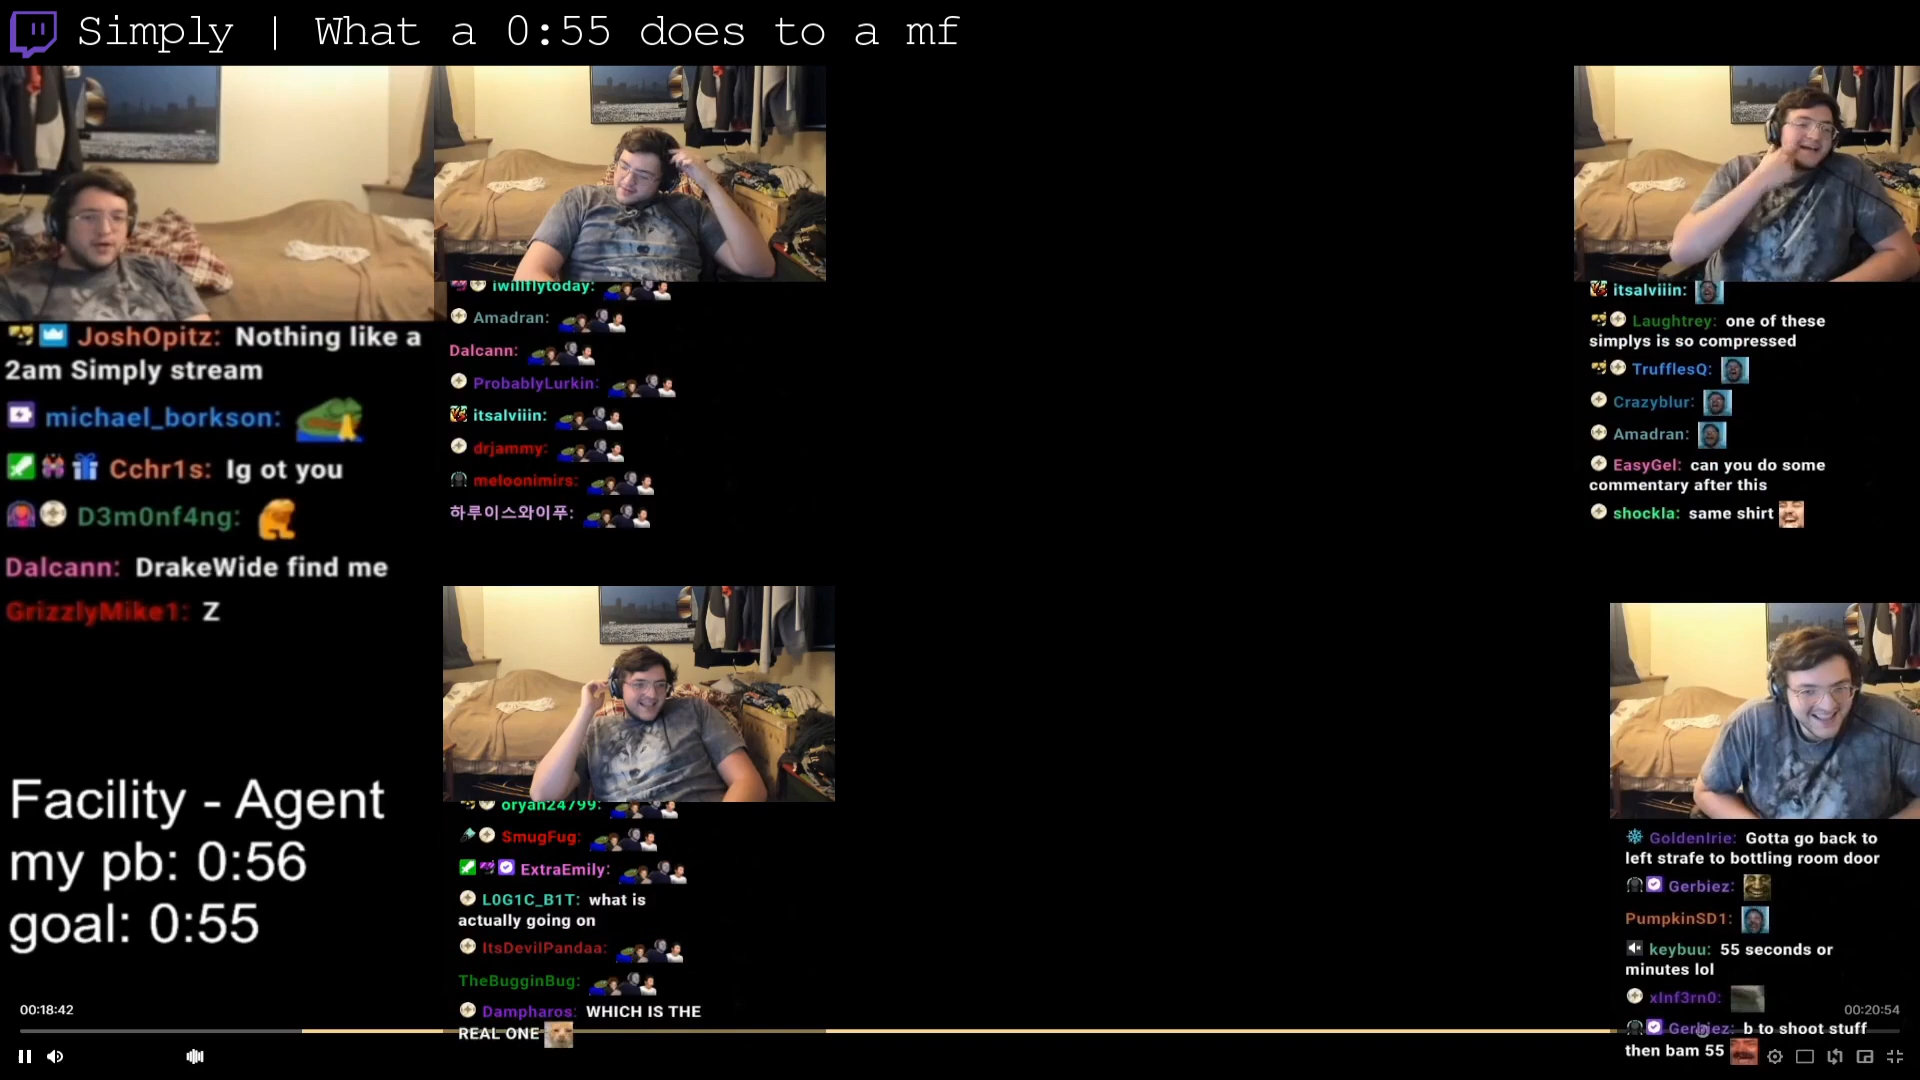 Simply | What a 0:55 does to a mf
JoshOpitz: Nothing like a
2am Simply stream
michael_borkson:
Cchr1s: Ig ot you
D3m0nf4ng:
Dalcann: DrakeWide find me
GrizzlyMike1: Z
Facility - Agent
my pb: 0:56
goal: 0:55
iwillflytoday:
Amadran:
Dalcann:
ProbablyLurkin:
itsalviiin:
drjammy:
meloonimirs:
하루이스와이푸:
oryan24799:
SmugFug:
ExtraEmily:
L0G1C_B1T: what is
actually going on
ItsDevilPandaa:
TheBugginBug:
Dampharos: WHICH IS THE
REAL ONE
itsalviiin:
Laughtrey: one of these
simplys is so compressed
TrufflesQ:
Crazyblur:
Amadran:
EasyGel: can you do some
commentary after this
shockla: same shirt
GoldenIrie: Gotta go back to
left strafe to bottling room door
Gerbiez:
PumpkinSD1:
keybuu: 55 seconds or
minutes lol
xInf3rn0:
Gerbiez: b to shoot stuff
then bam 55
00:18:42
00:20:54